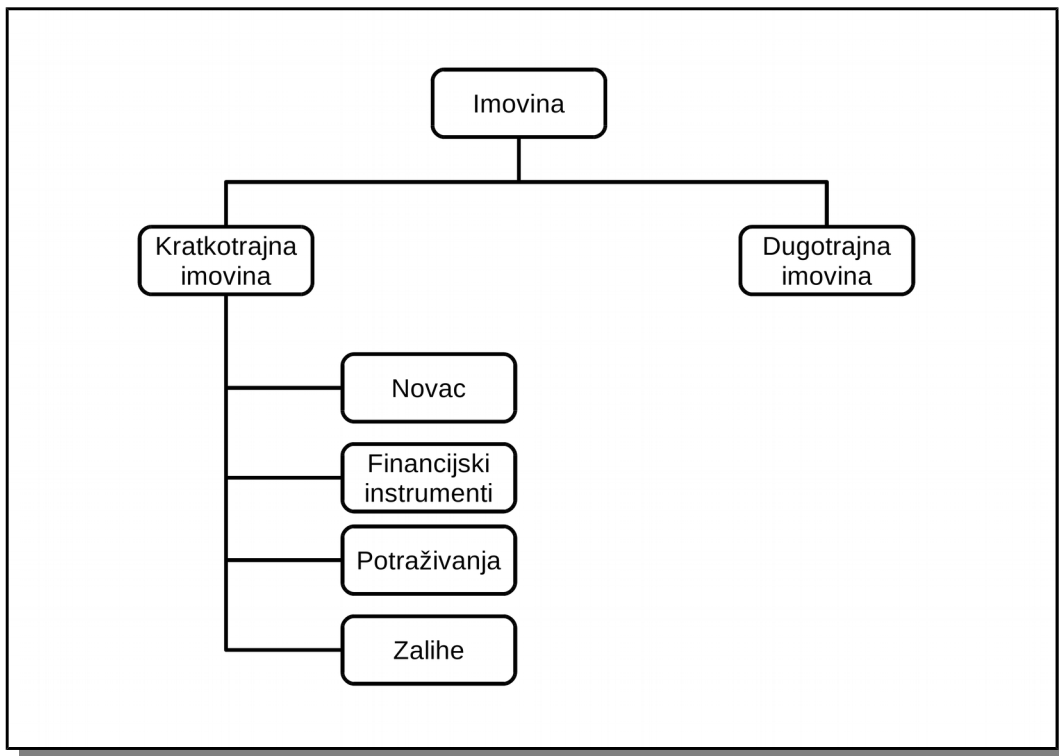 Imovina
Kratkotrajna
imovina
Dugotrajna
imovina
Novac
Financijski
instrumenti
Potraživanja
Zalihe